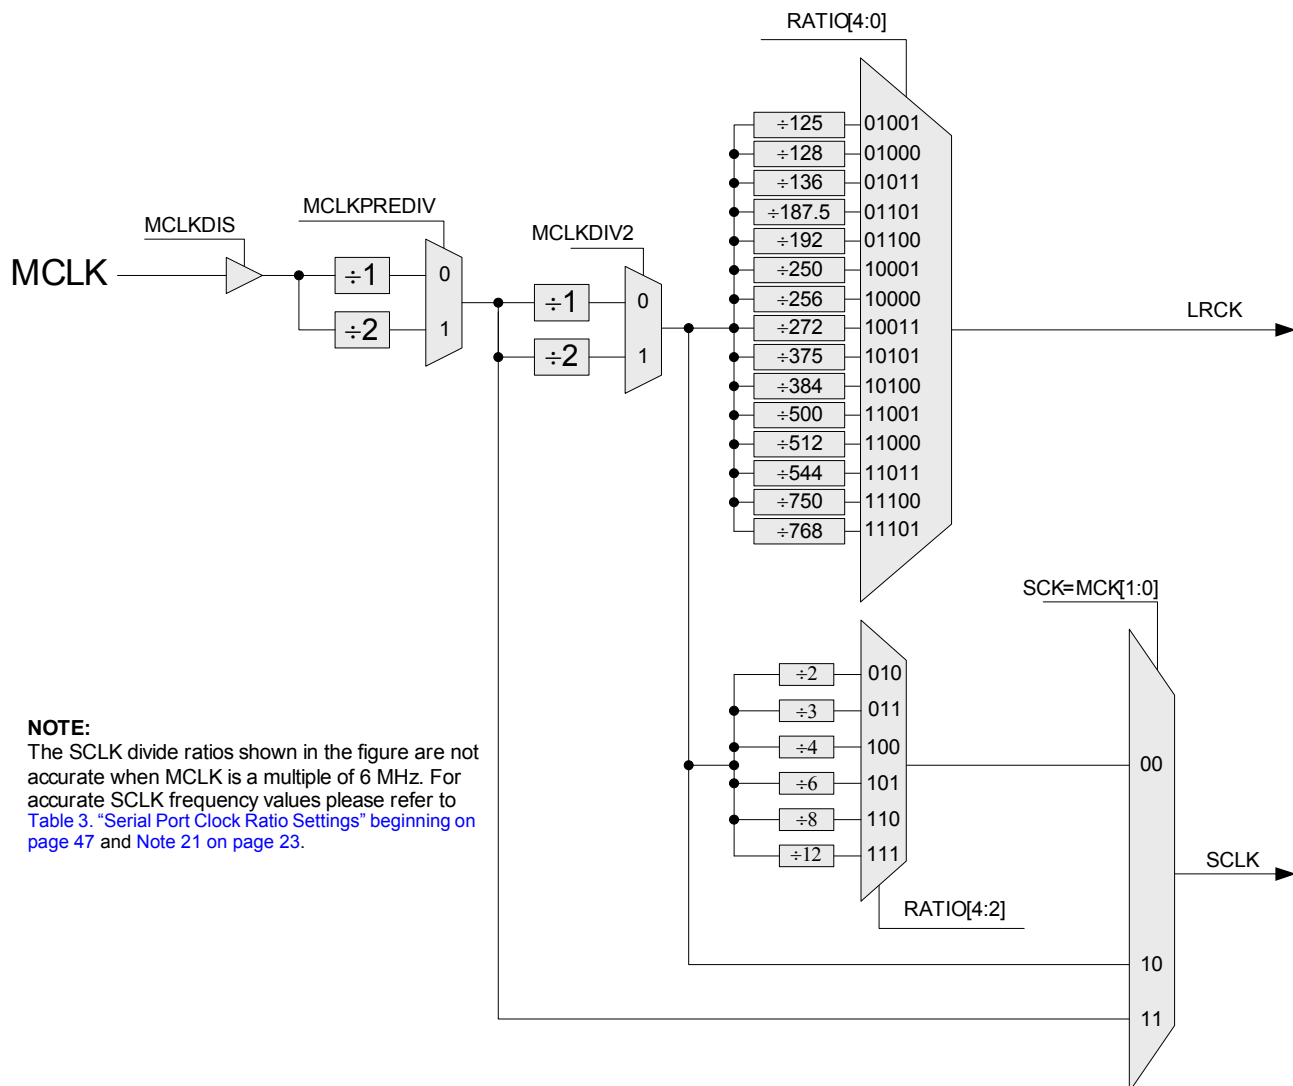 RATIO[4:0]
÷125 01001
÷128 01000
÷136 01011
÷187.5 01101
÷192 01100
÷250 10001
÷256 10000
÷272 10011
÷375 10101
÷384 10100
÷500 11001
÷512 11000
÷544 11011
÷750 11100
÷768 11101
MCLKDIS
MCLKPREDIV
MCLKDIV2
MCLK
÷1 0
÷2 1
÷1 0
÷2 1
LRCK
SCK=MCK[1:0]
÷2 010
÷3 011
÷4 100
÷6 101
÷8 110
÷12 111
RATIO[4:2]
00
10
11
SCLK
NOTE:
The SCLK divide ratios shown in the figure are not
accurate when MCLK is a multiple of 6 MHz. For
accurate SCLK frequency values please refer to
Table 3. “Serial Port Clock Ratio Settings” beginning on
page 47 and Note 21 on page 23.